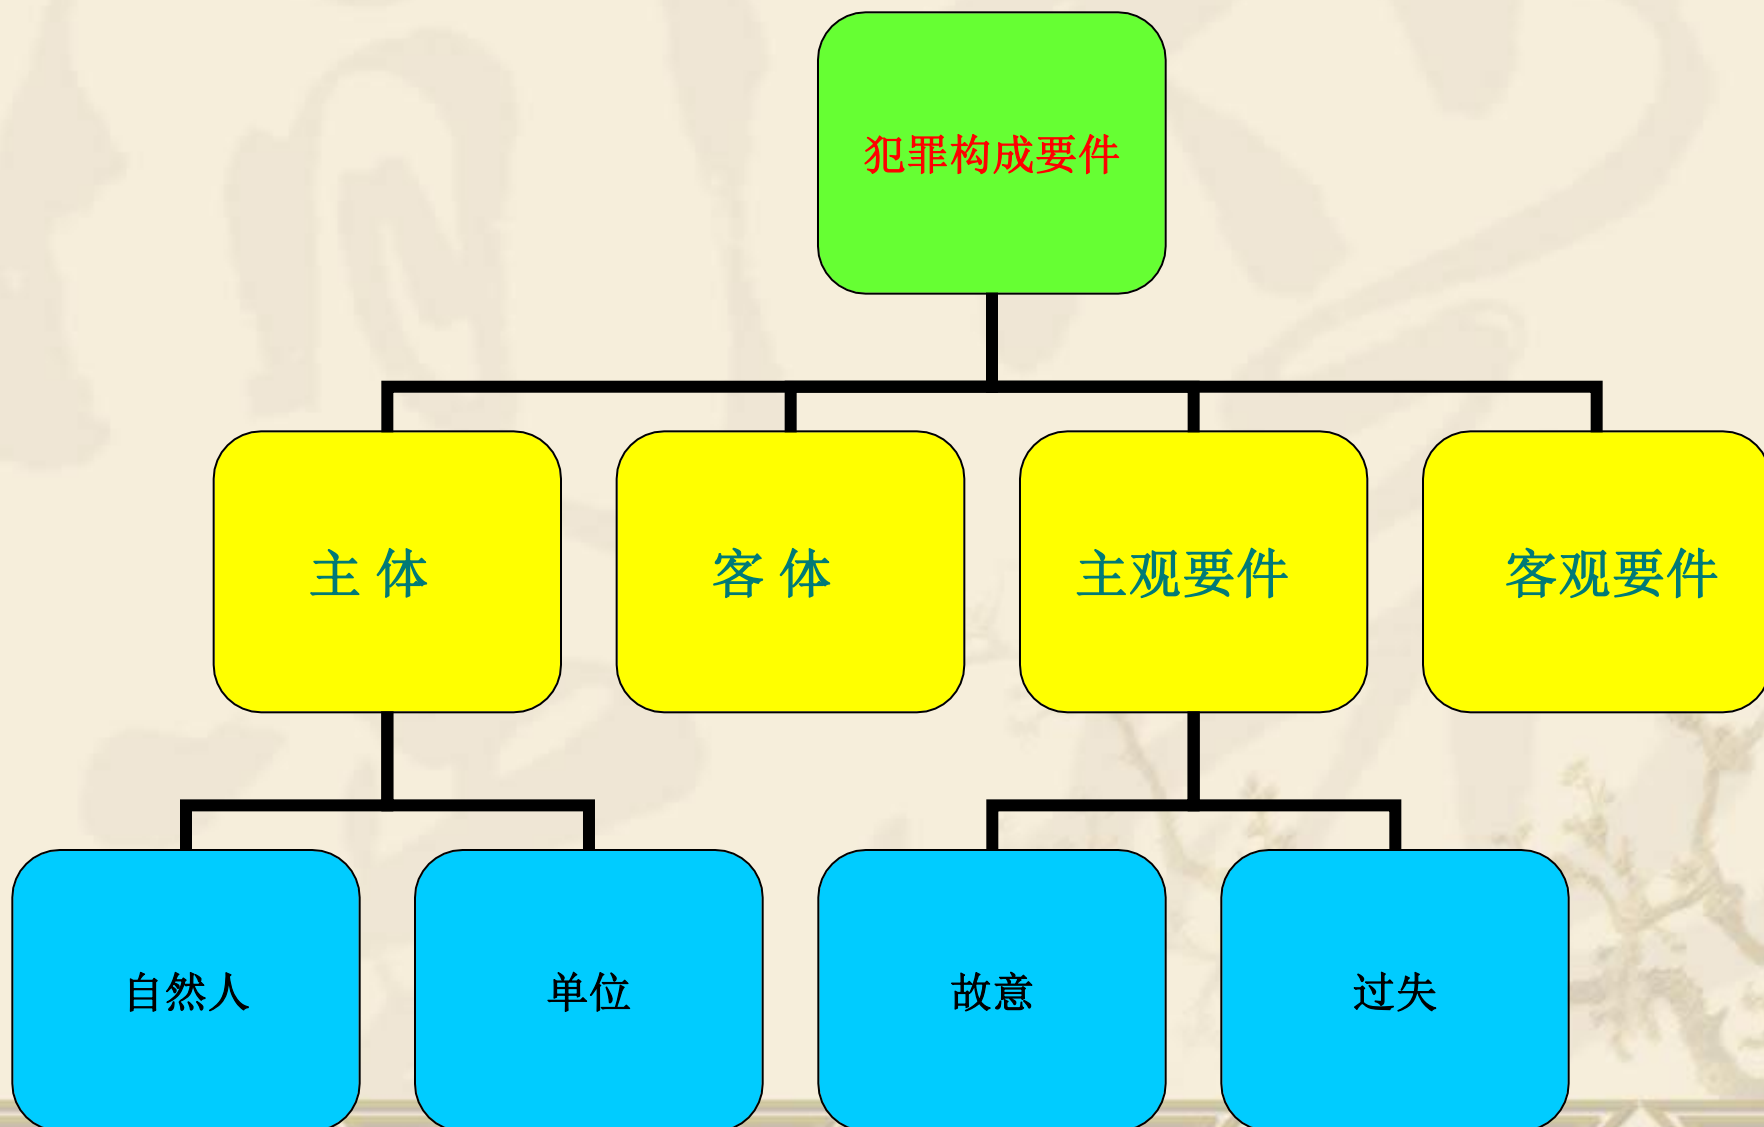 犯罪构成要件
主 体
客 体
主观要件
客观要件
自然人
单位
故意
过失